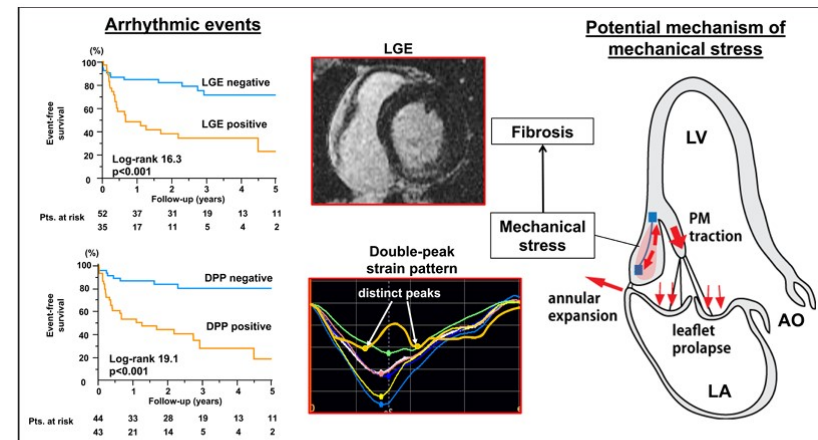 Arrhythmic events
(%)
100
80
60
40
20
0
Event-free
survival
LGE negative
LGE positive
Log-rank 16.3
p<0.001
0 1 2 3 4 5
Follow-up (years)
Pts. at risk
52 37 31 19 13 11
35 17 11 5 4 2
(%)
100
80
60
40
20
0
Event-free
survival
DPP negative
DPP positive
Log-rank 19.1
p<0.001
0 1 2 3 4 5
Follow-up (years)
Pts. at risk
44 33 28 19 13 11
43 21 14 5 4 2
LGE
Double-peak
strain pattern
distinct peaks
Fibrosis
Mechanical
stress
Potential mechanism of
mechanical stress
LV
PM
traction
annular
expansion
leaflet
prolapse
AO
LA